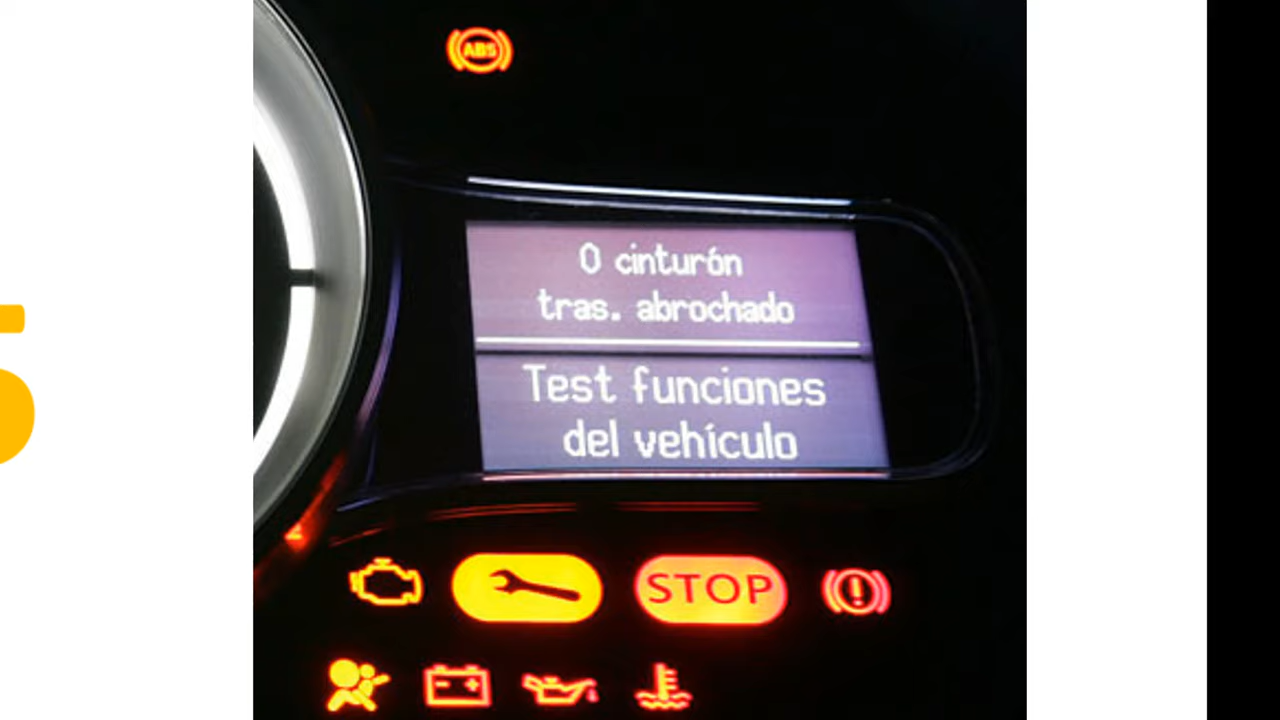 ABS
0 cinturón
tras. abrochado
Test funciones
del vehículo
STOP